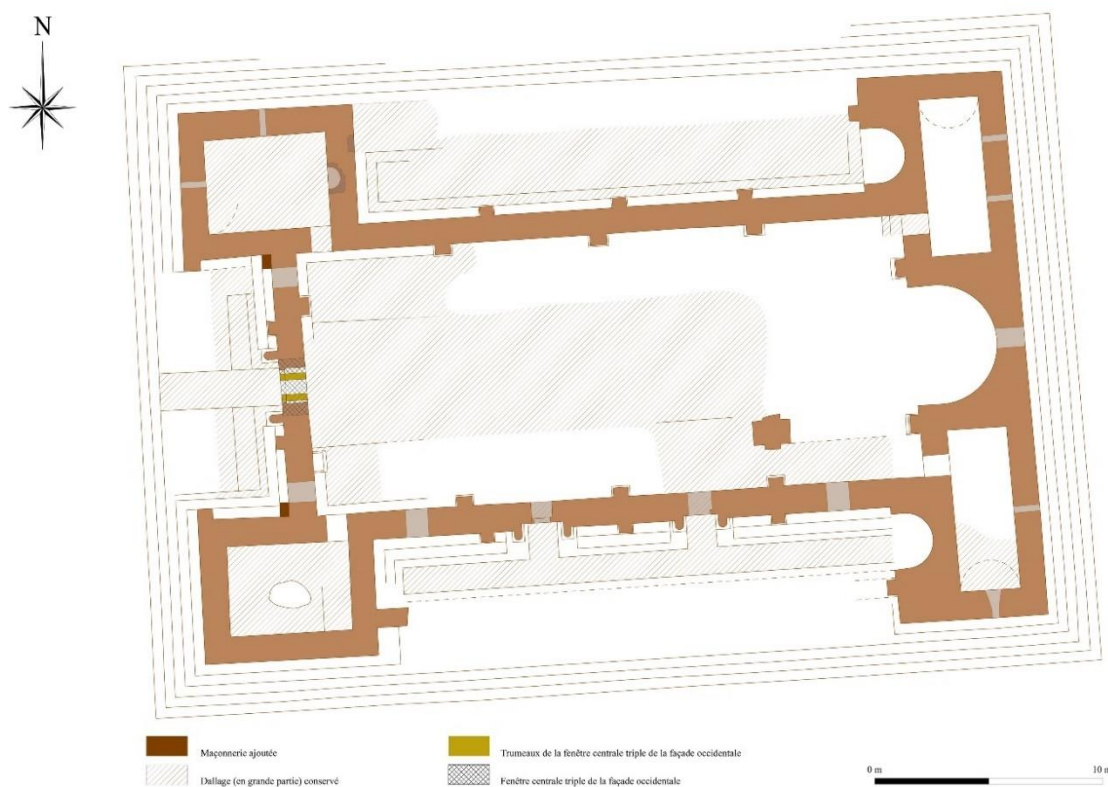 N
Maçonnerie ajoutée
Trumeaux de la fenêtre centrale triple de la façade occidentale
Dallage (en grande partie) conservé
Fenêtre centrale triple de la façade occidentale
0 m
10 m